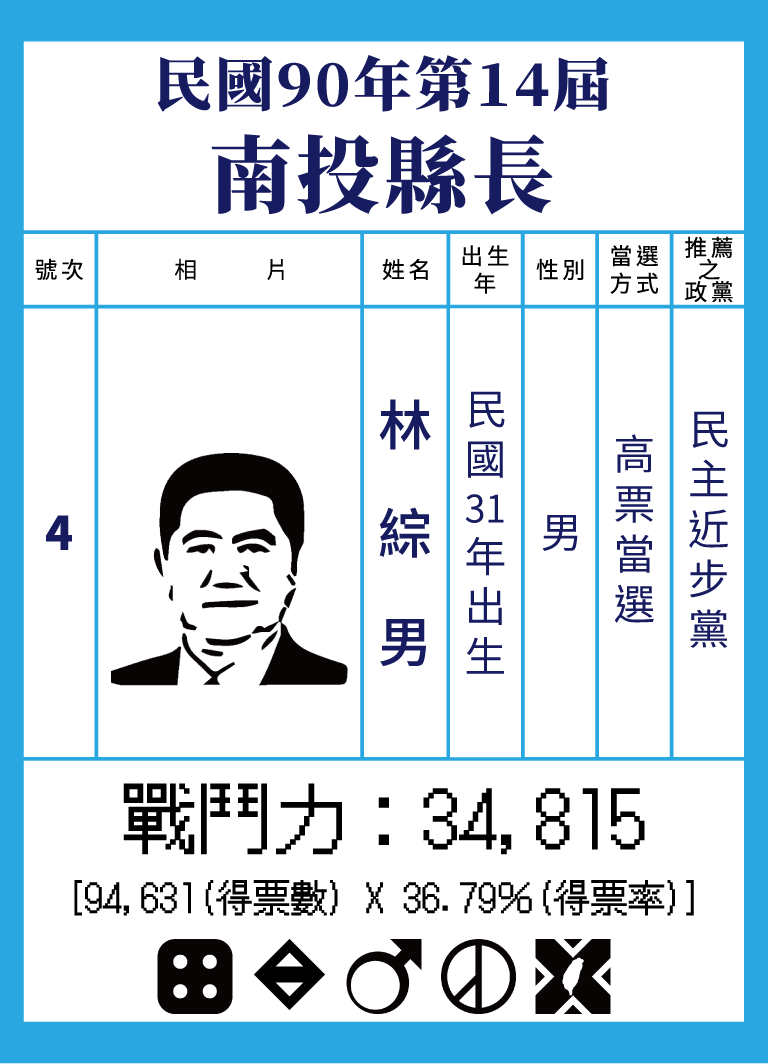 民國90年第14屆
南投縣長
號次
相片
姓名
出生
年
性別
當選
方式
推薦
之
政黨
4
林綜男
民國31年出生
男
高票當選
民主近步黨
戰鬥力：34,815
[94,631(得票數) X 36.79%(得票率)]